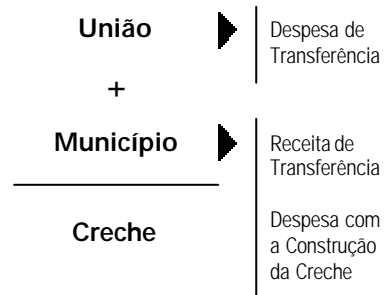 União
Despesa de
Transferência
+
Município
Receita de
Transferência
Creche
Despesa com
a Construção
da Creche